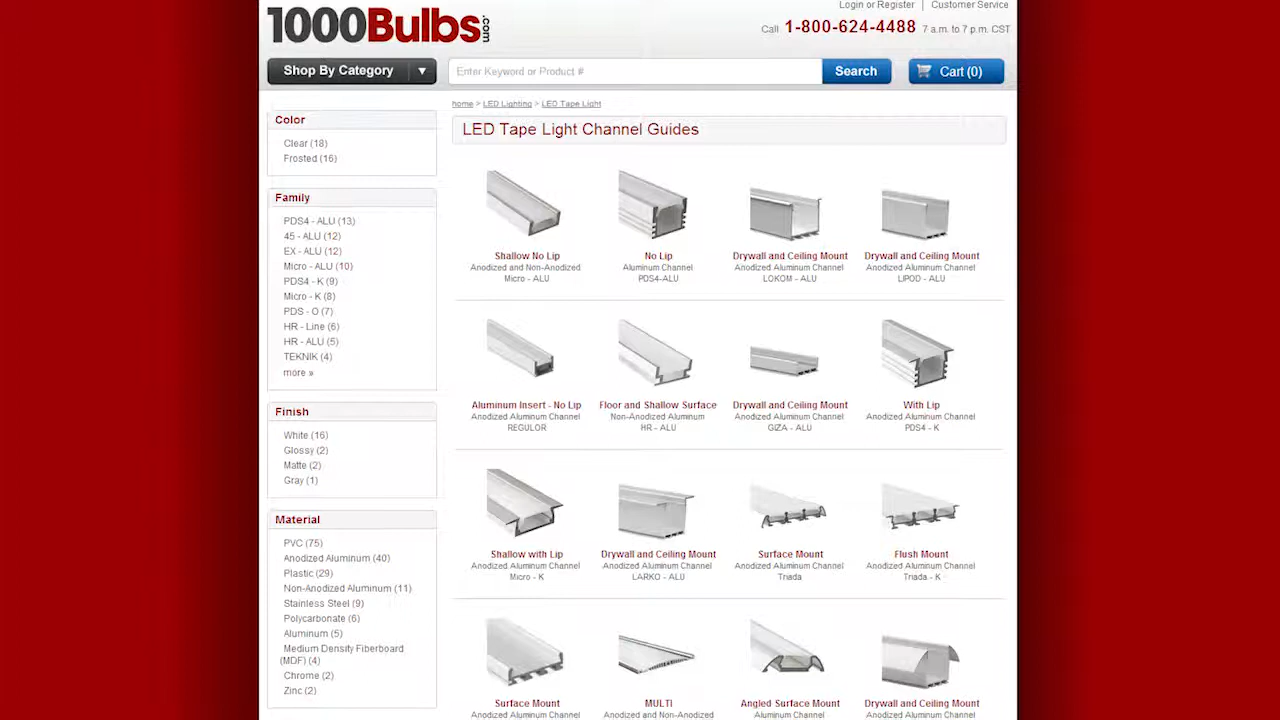 1000Bulbs.com
Login or Register | Customer Service
Call 1-800-624-4488 7 a.m. to 7 p.m. CST
Shop By Category
Enter Keyword or Product #
Search
Cart (0)
home > LED Lighting > LED Tape Light
LED Tape Light Channel Guides
Color
Clear (18)
Frosted (16)
Family
PDS4 - ALU (13)
45 - ALU (12)
EX - ALU (12)
Micro - ALU (10)
PDS4 - K (9)
Micro - K (8)
PDS - O (7)
HR - Line (6)
HR - ALU (5)
TEKNIK (4)
more »
Finish
White (16)
Glossy (2)
Matte (2)
Gray (1)
Material
PVC (75)
Anodized Aluminum (40)
Plastic (29)
Non-Anodized Aluminum (11)
Stainless Steel (9)
Polycarbonate (6)
Aluminum (5)
Medium Density Fiberboard
(MDF) (4)
Chrome (2)
Zinc (2)
Shallow No Lip
Anodized and Non-Anodized
Micro - ALU
No Lip
Aluminum Channel
PDS4-ALU
Drywall and Ceiling Mount
Anodized Aluminum Channel
LOKOM - ALU
Drywall and Ceiling Mount
Anodized Aluminum Channel
LIPOD - ALU
Aluminum Insert - No Lip
Anodized Aluminum Channel
REGULOR
Floor and Shallow Surface
Non-Anodized Aluminum
HR - ALU
Drywall and Ceiling Mount
Anodized Aluminum Channel
GIZA - ALU
With Lip
Anodized Aluminum Channel
PDS4 - K
Shallow with Lip
Anodized Aluminum Channel
Micro - K
Drywall and Ceiling Mount
Anodized Aluminum Channel
LARKO - ALU
Surface Mount
Anodized Aluminum Channel
Triada
Flush Mount
Anodized Aluminum Channel
Triada - K
Surface Mount
Anodized Aluminum Channel
MULTI
Anodized and Non-Anodized
Angled Surface Mount
Aluminum Channel
Drywall and Ceiling Mount
Anodized Aluminum Channel